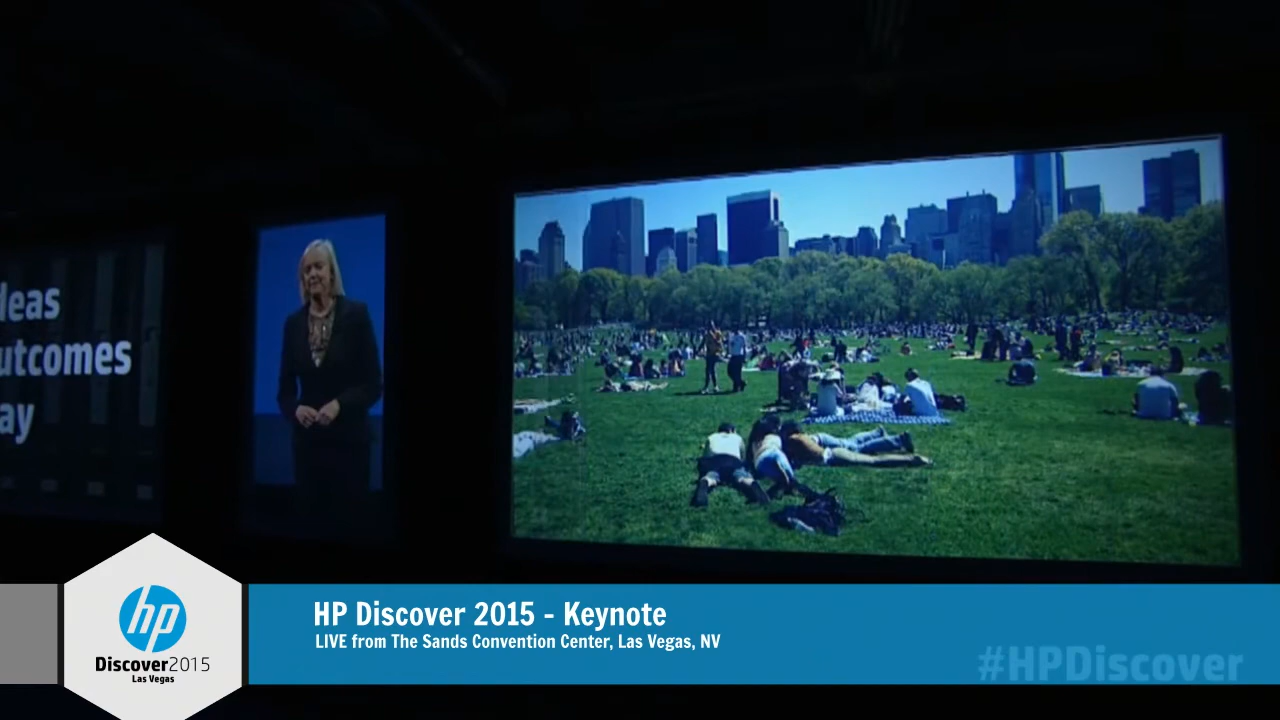 leas
utcomes
ay
hp
Discover2015
Las Vegas
HP Discover 2015 - Keynote
LIVE from The Sands Convention Center, Las Vegas, NV
#HPDiscover